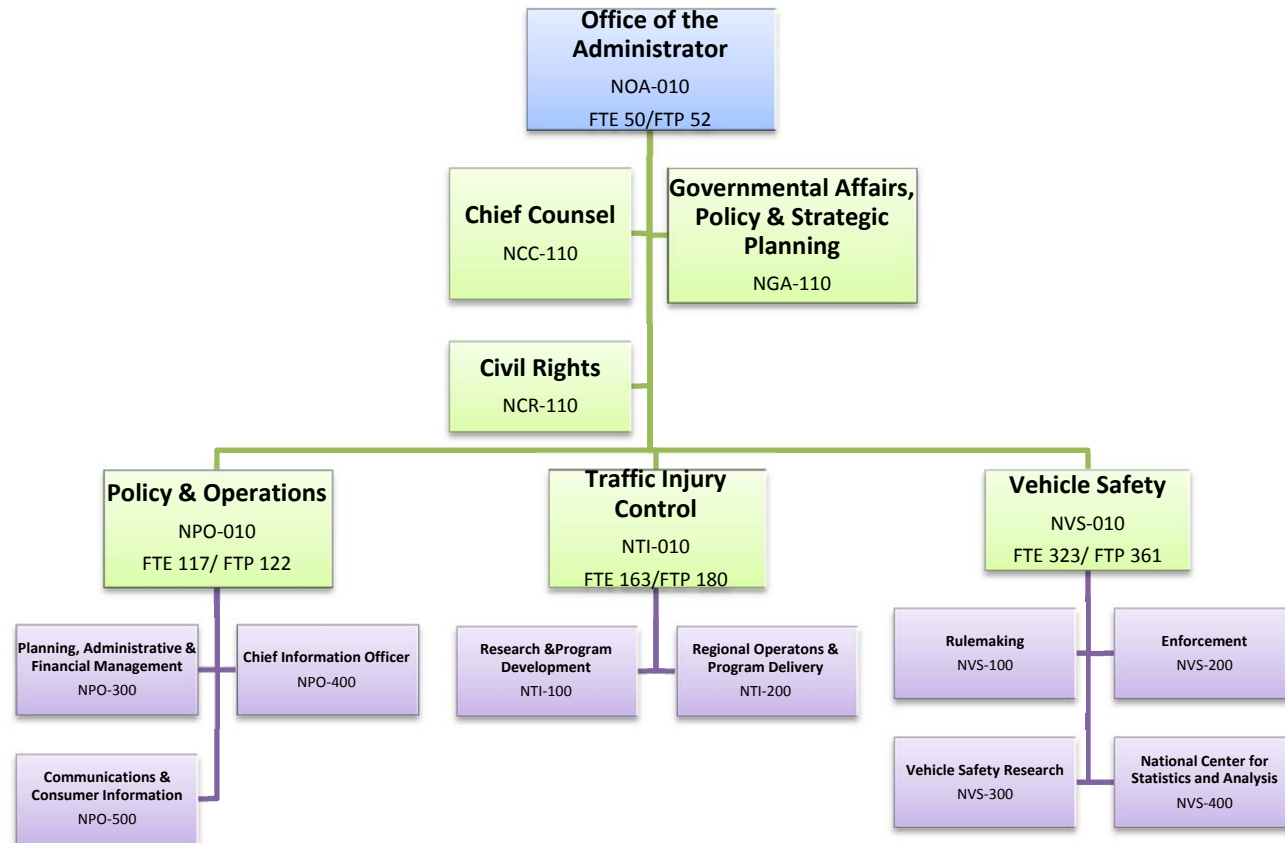 Office of the
Administrator
NOA-010
FTE 50/FTP 52
Chief Counsel
NCC-110
Governmental Affairs,
Policy & Strategic
Planning
NGA-110
Civil Rights
NCR-110
Policy & Operations
NPO-010
FTE 117/ FTP 122
Traffic Injury
Control
NTI-010
FTE 163/FTP 180
Vehicle Safety
NVS-010
FTE 323/ FTP 361
Planning, Administrative &
Financial Management
NPO-300
Chief Information Officer
NPO-400
Communications &
Consumer Information
NPO-500
Research &Program
Development
NTI-100
Regional Operatons &
Program Delivery
NTI-200
Rulemaking
NVS-100
Enforcement
NVS-200
Vehicle Safety Research
NVS-300
National Center for
Statistics and Analysis
NVS-400